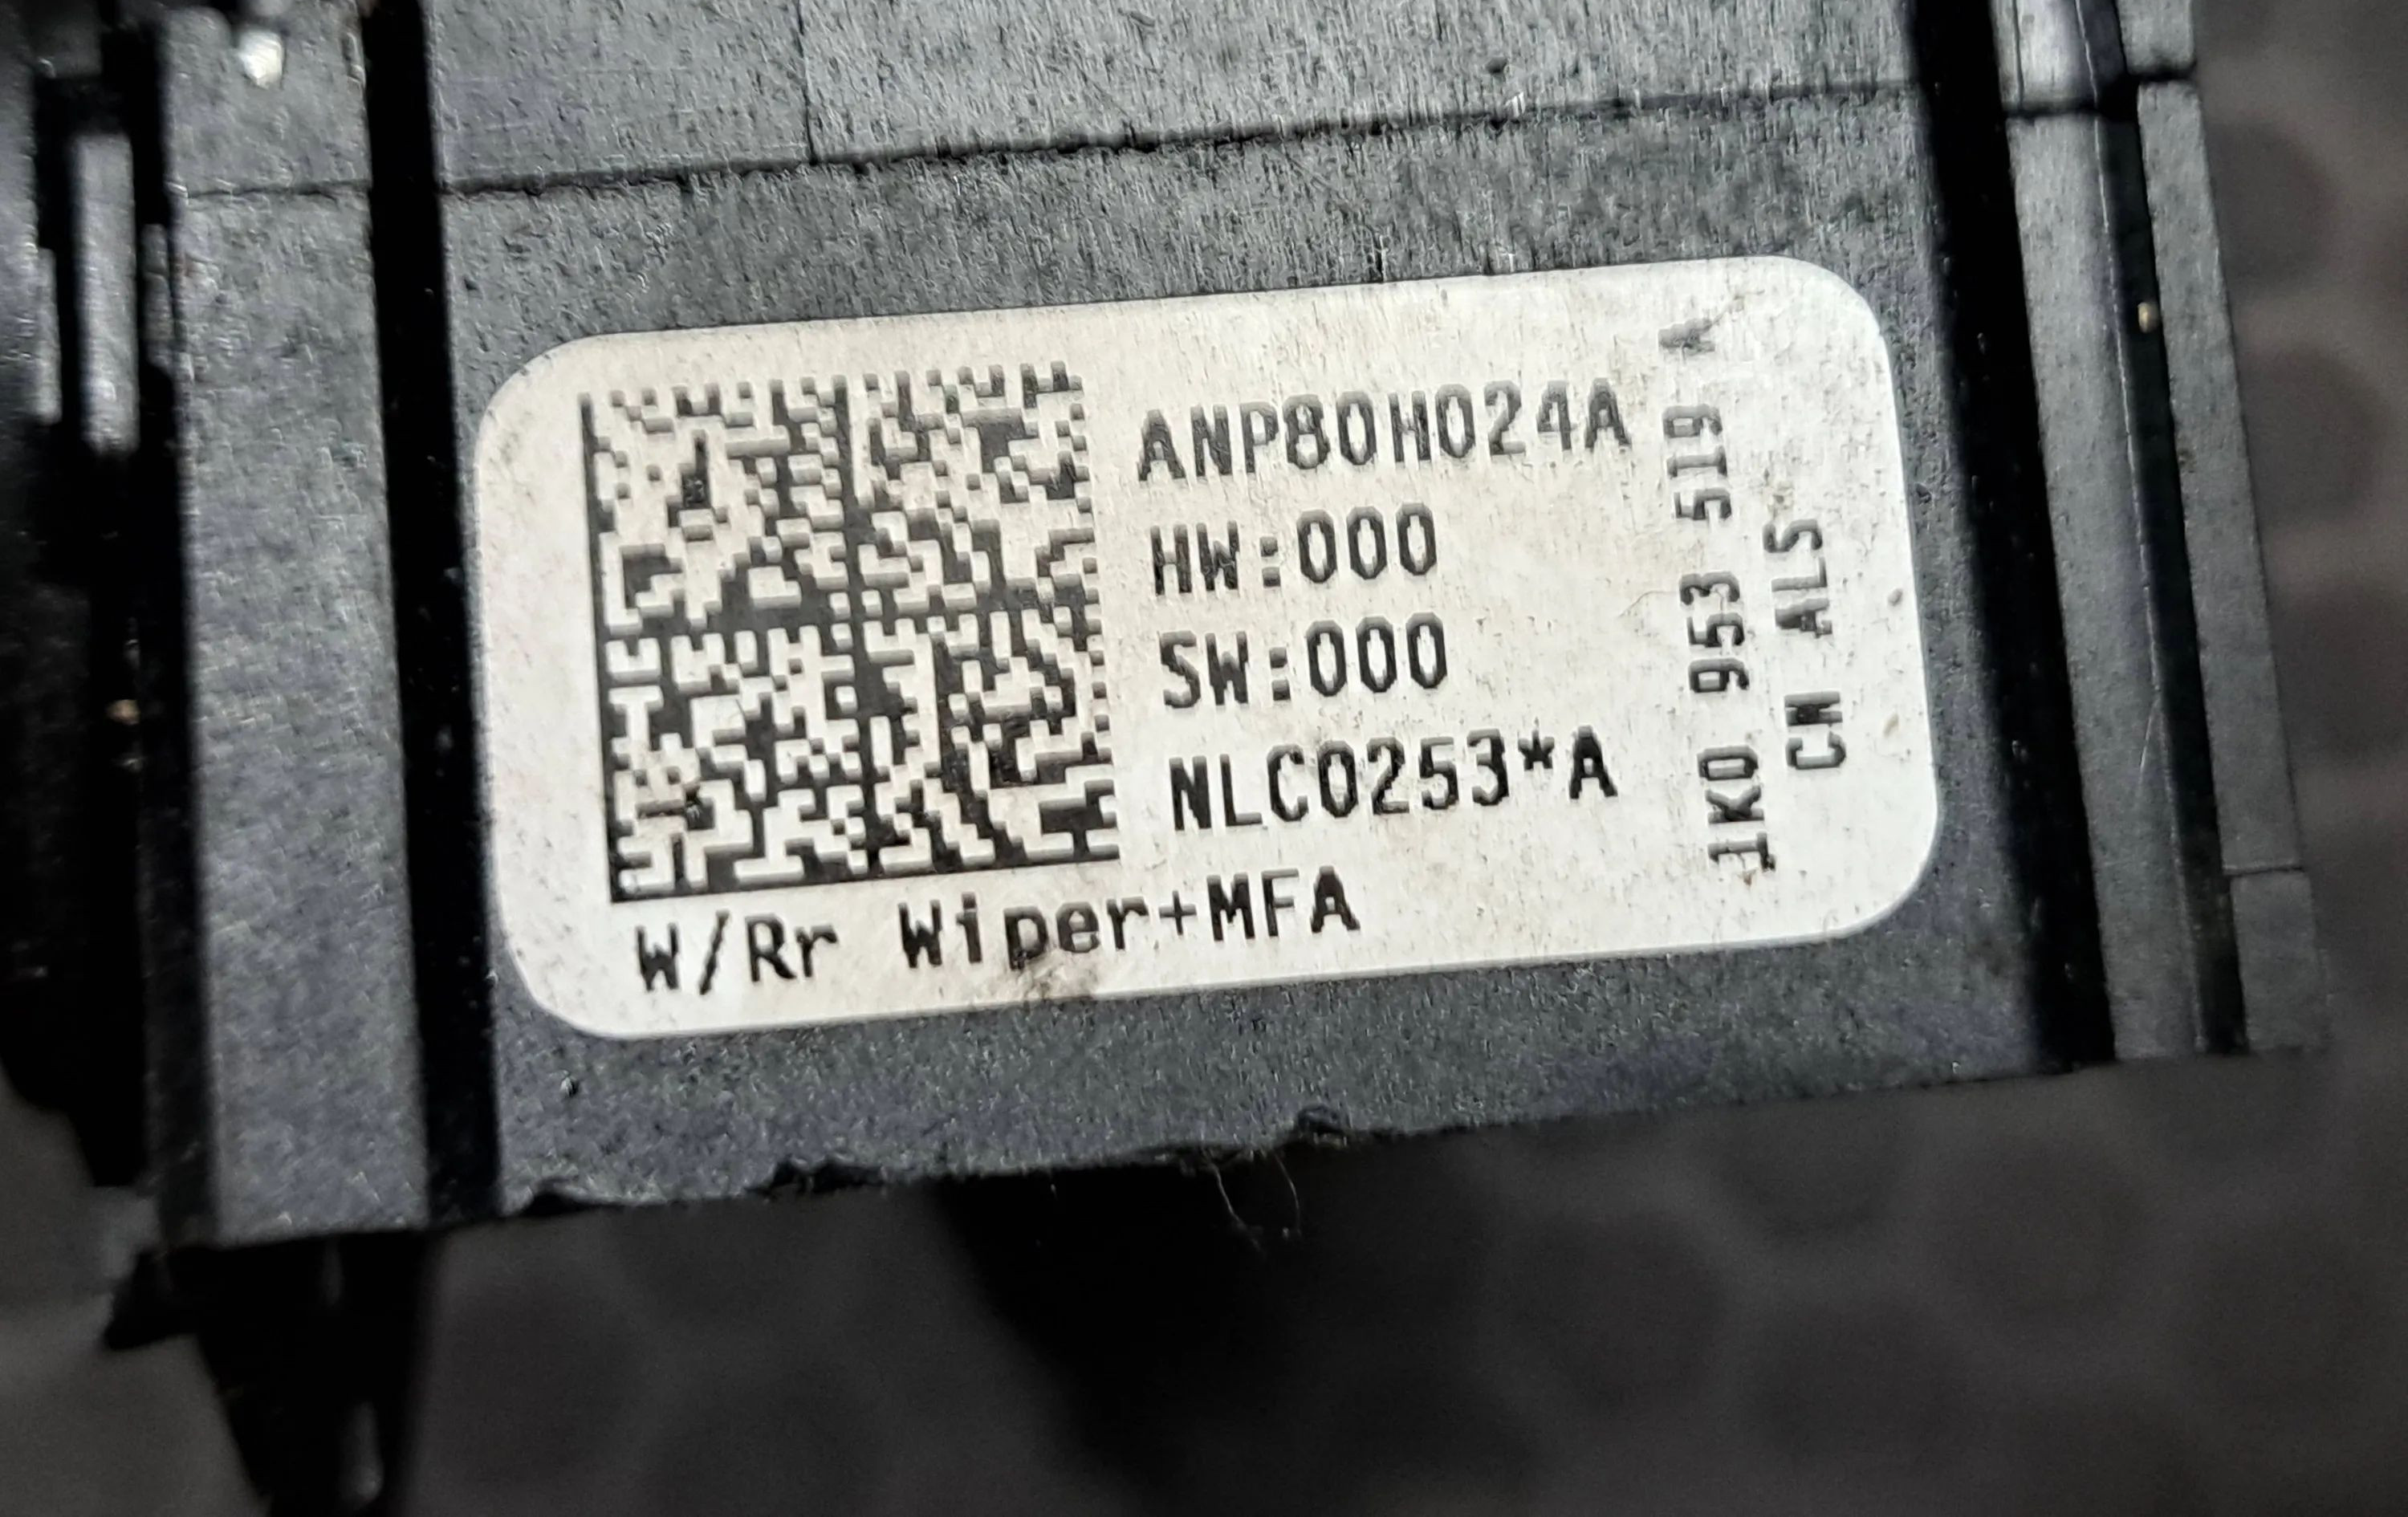 ANP80H024A
HW:000
SW:000
NLC0253*A
W/Rr Wiper+MFA
1K0 953 519 A
CN ALS